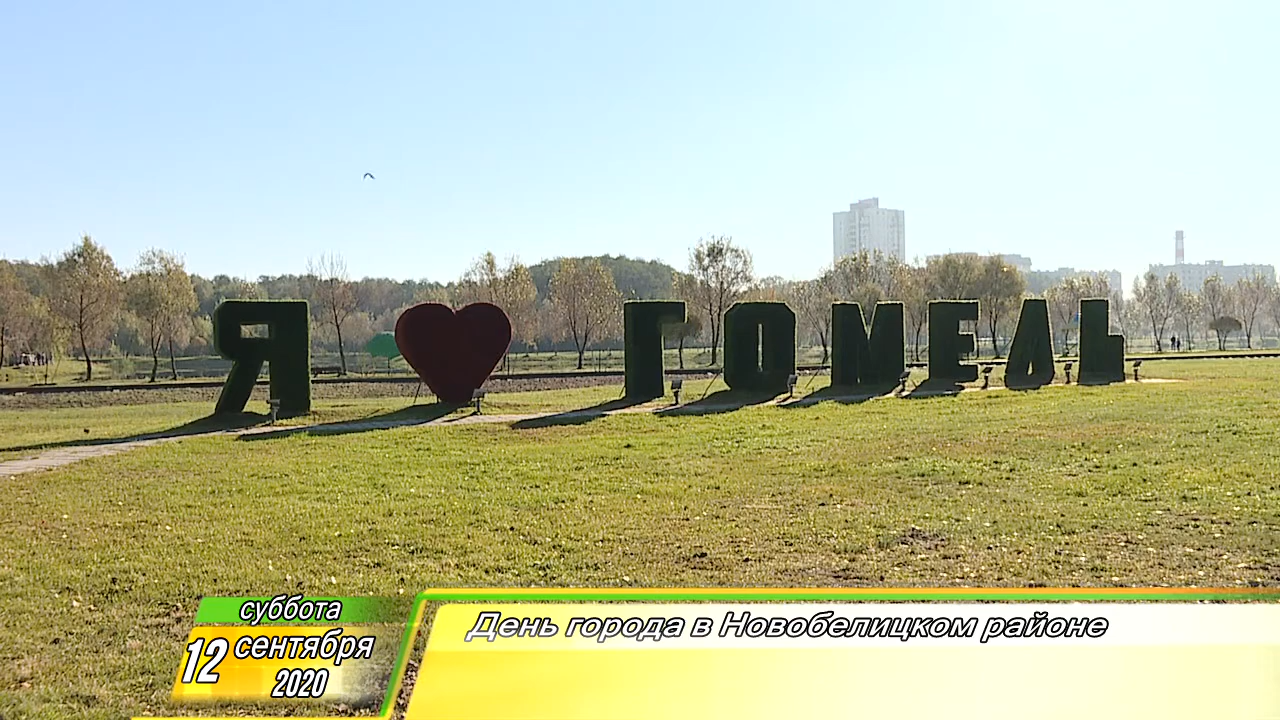 Я ГОМЕЛЬ
суббота
12 сентября
2020
День города в Новобелицком районе